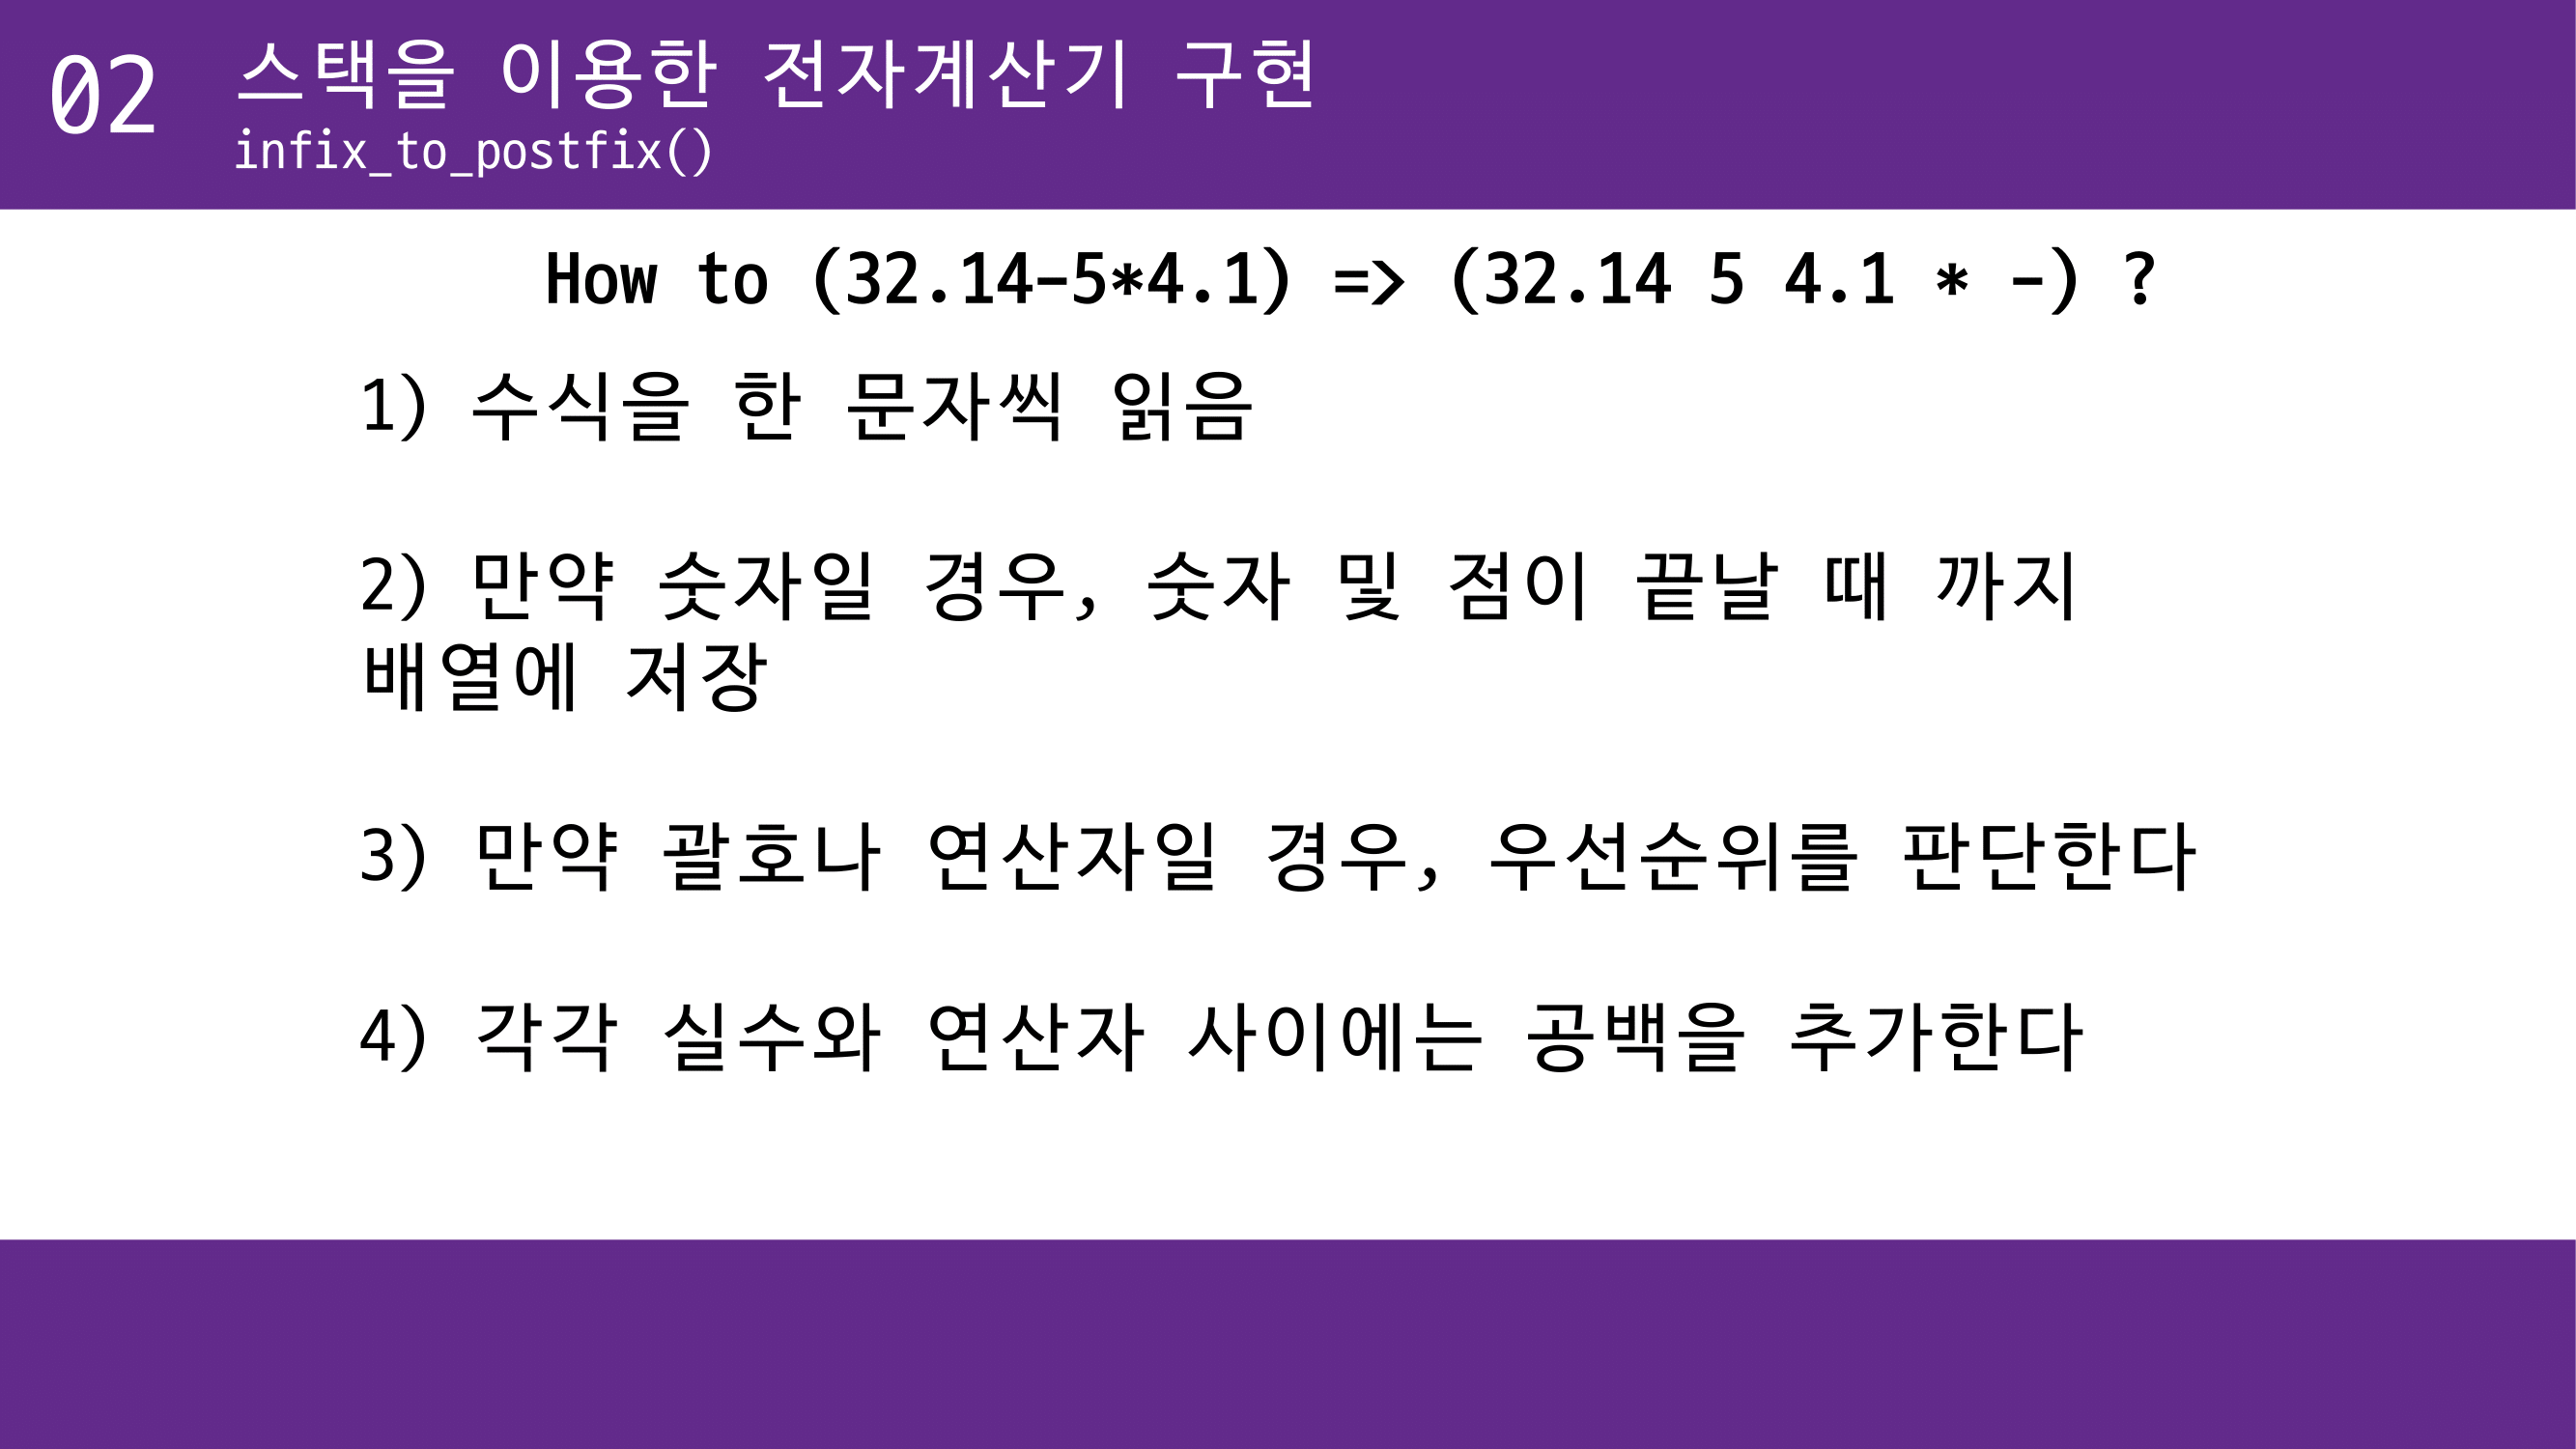 02
스택을 이용한 전자계산기 구현
infix_to_postfix()
How to (32.14-5*4.1) => (32.14 5 4.1 * -) ?
1) 수식을 한 문자씩 읽음
2) 만약 숫자일 경우, 숫자 및 점이 끝날 때 까지
배열에 저장
3) 만약 괄호나 연산자일 경우, 우선순위를 판단한다
4) 각각 실수와 연산자 사이에는 공백을 추가한다